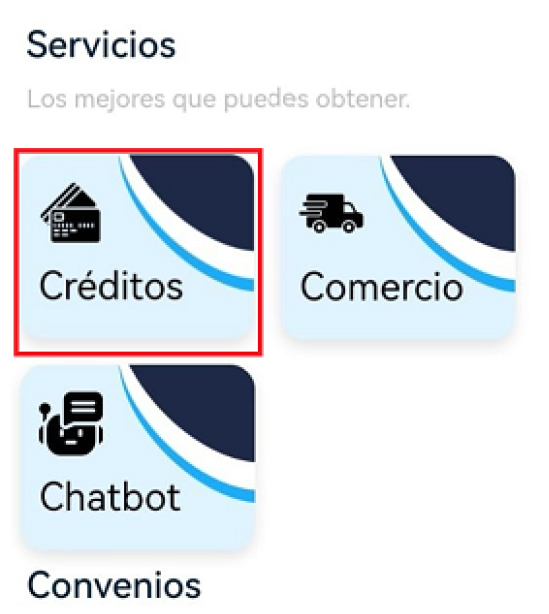 Servicios
Los mejores que puedes obtener.
Créditos
Comercio
Chatbot
Convenios